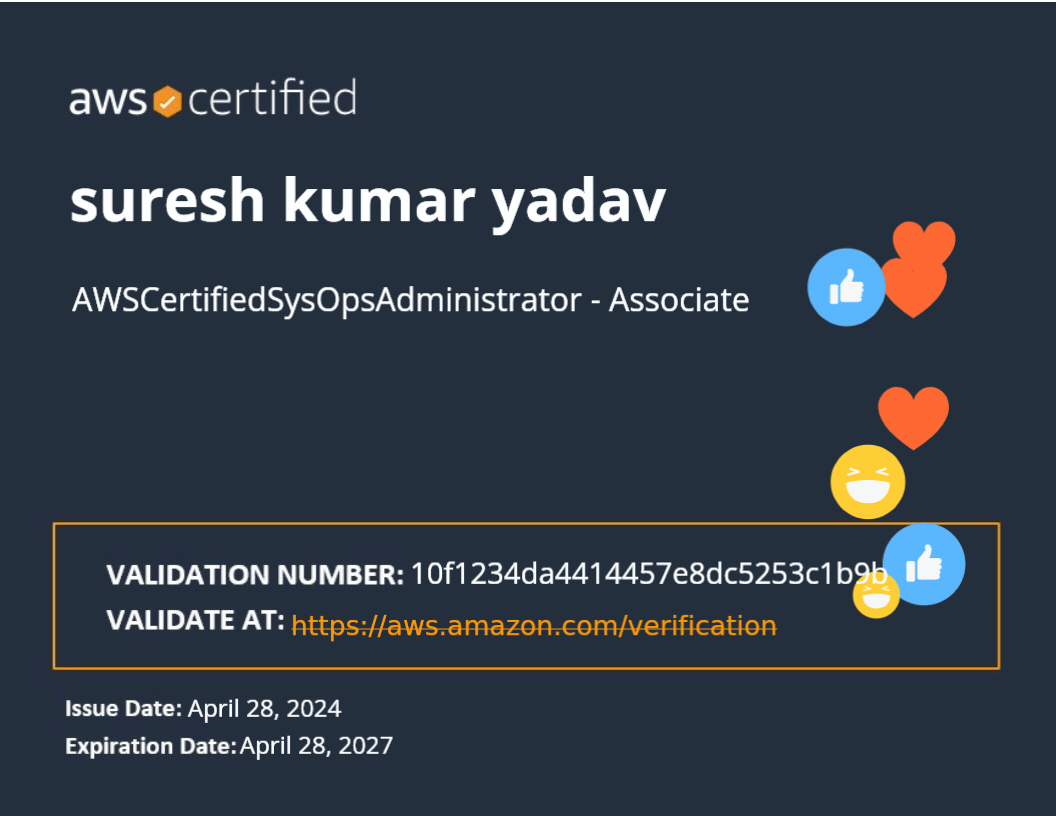 aws certified
suresh kumar yadav
AWSCertifiedSysOpsAdministrator - Associate
VALIDATION NUMBER: 10f1234da4414457e8dc5253c1b9b
VALIDATE AT: https://aws.amazon.com/verification
Issue Date: April 28, 2024
Expiration Date: April 28, 2027